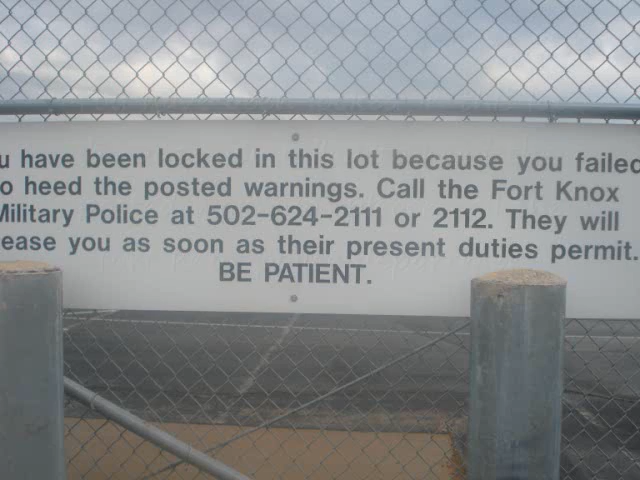 u have been locked in this lot because you failed
o heed the posted warnings. Call the Fort Knox
Military Police at 502-624-2111 or 2112. They will
ease you as soon as their present duties permit.
BE PATIENT.